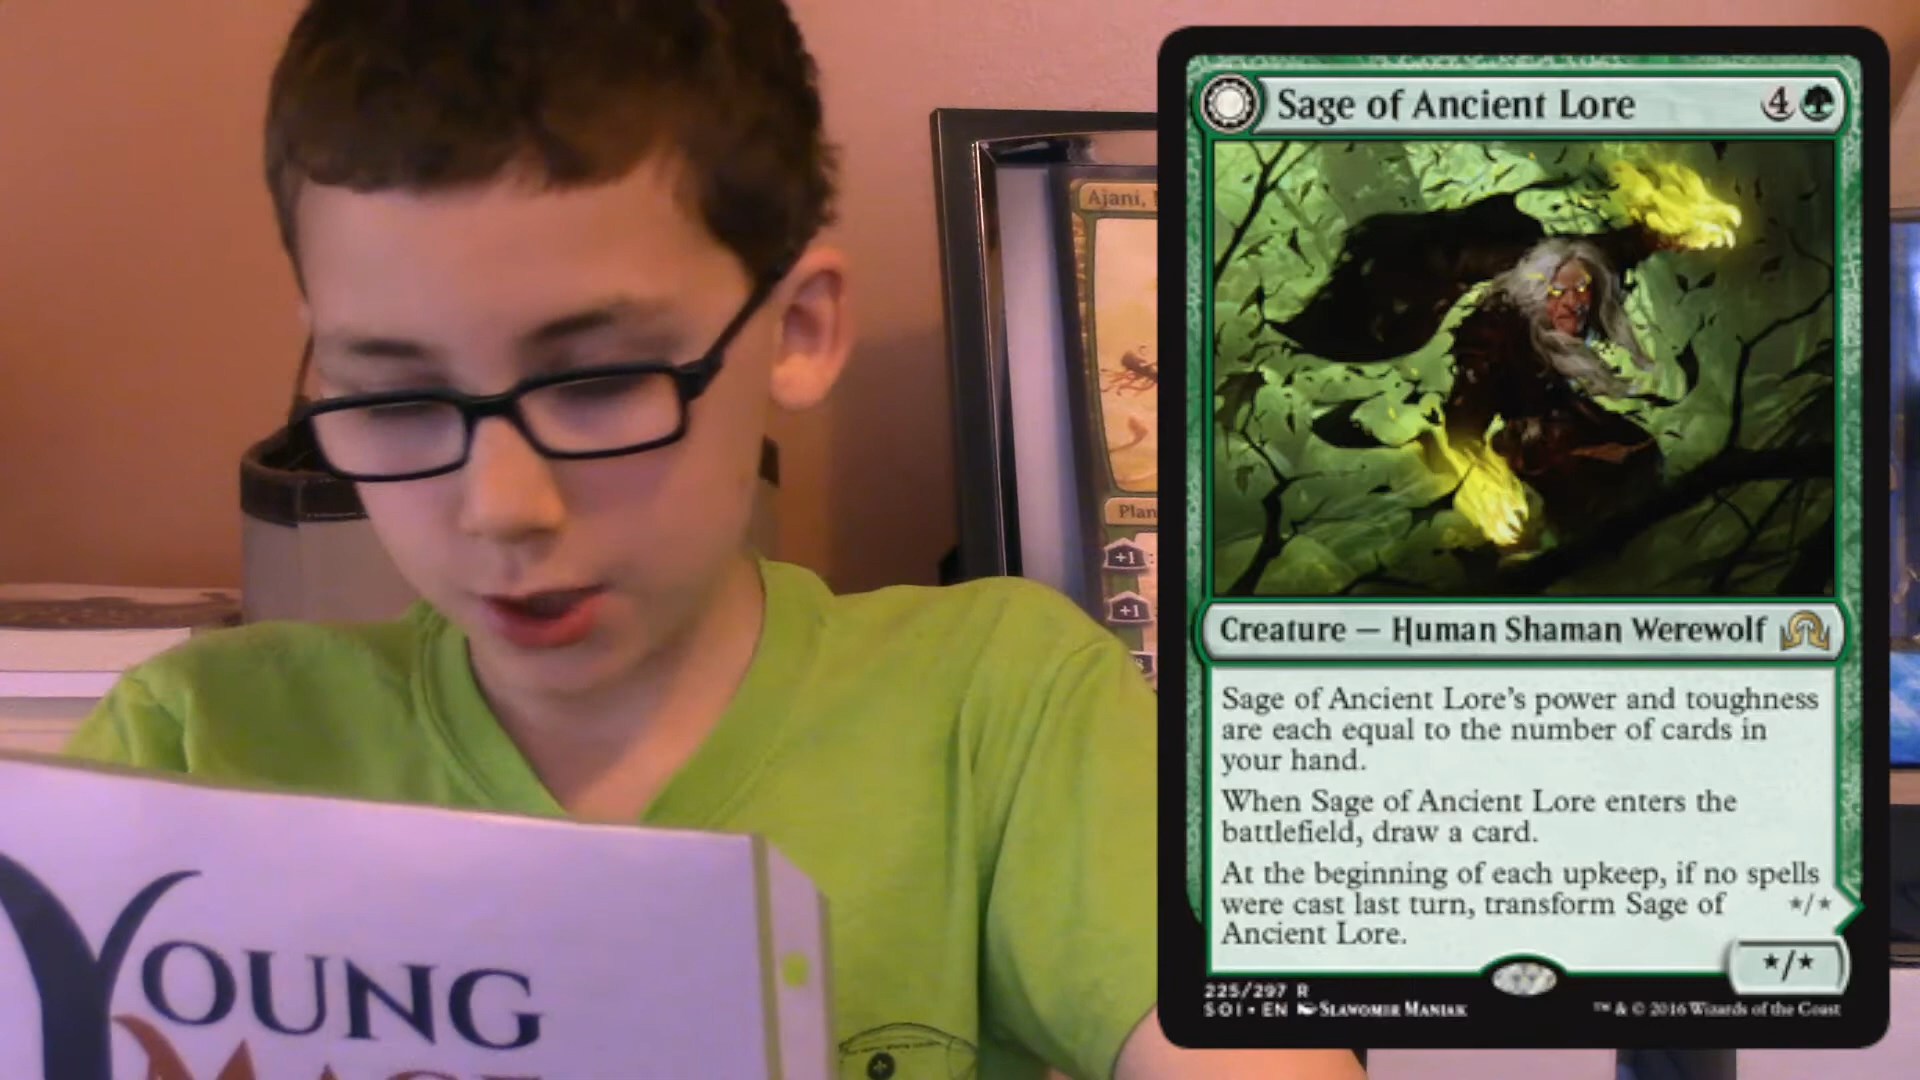 Sage of Ancient Lore 4
Creature — Human Shaman Werewolf
Sage of Ancient Lore's power and toughness
are each equal to the number of cards in
your hand.
When Sage of Ancient Lore enters the
battlefield, draw a card.
At the beginning of each upkeep, if no spells
were cast last turn, transform Sage of
Ancient Lore.
*/*
*/*
225/297 R
SOI • EN SLAWOMIR MANIAK
™ & © 2016 Wizards of the Coast
Ajani,
+1
+1
YOUNG